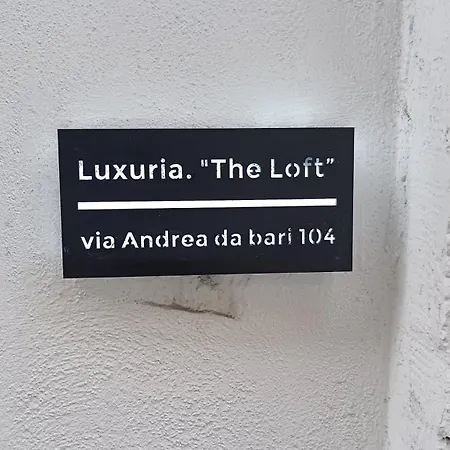 Luxuria. "The Loft”
via Andrea da bari 104